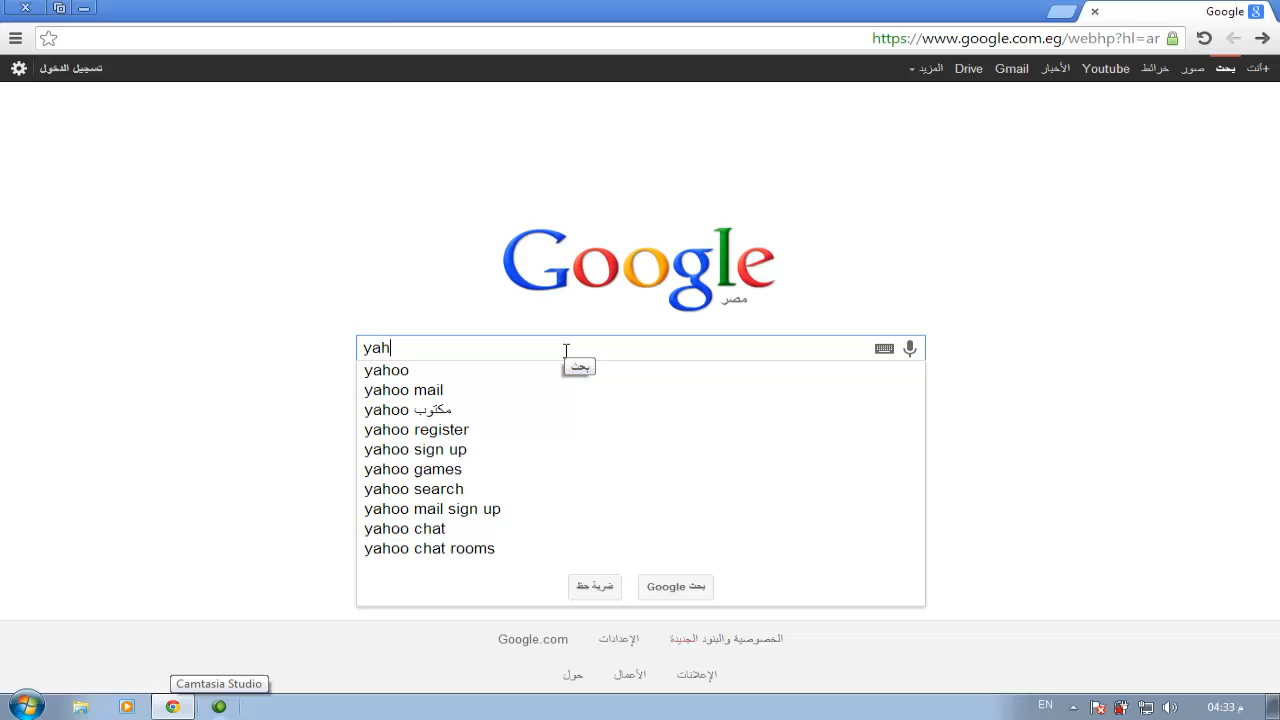 Google
https://www.google.com.eg/webhp?hl=ar
+أنت بحث صور خرائط Youtube الأخبار Gmail Drive المزيد
تسجيل الدخول
Google
مصر
yah
بحث
yahoo
yahoo mail
yahoo مكتوب
yahoo register
yahoo sign up
yahoo games
yahoo search
yahoo mail sign up
yahoo chat
yahoo chat rooms
بحث Google ضربة حظ
الخصوصية والبنود الجديدة الإعدادات Google.com
الإعلانات الأعمال حول
Camtasia Studio
EN
04:33 م